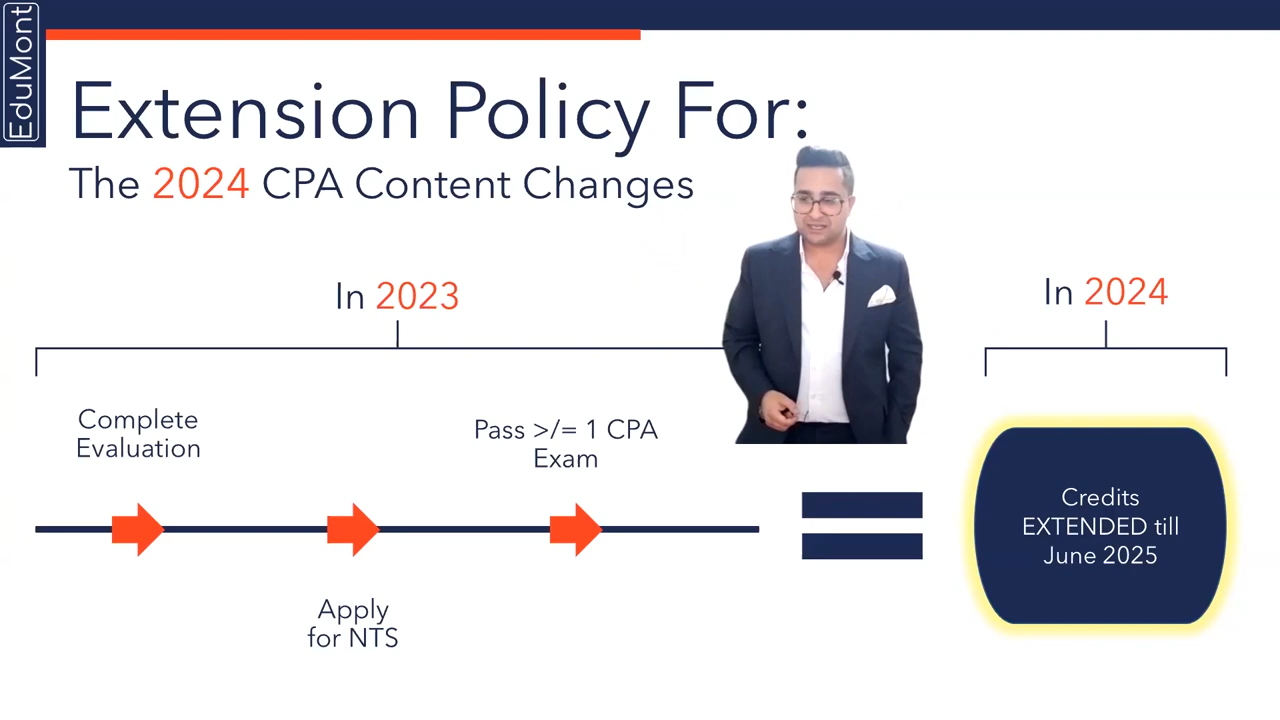 EduMont
Extension Policy For:
The 2024 CPA Content Changes
In 2023
In 2024
Complete
Evaluation
Pass >/= 1 CPA
Exam
Apply
for NTS
Credits
EXTENDED till
June 2025